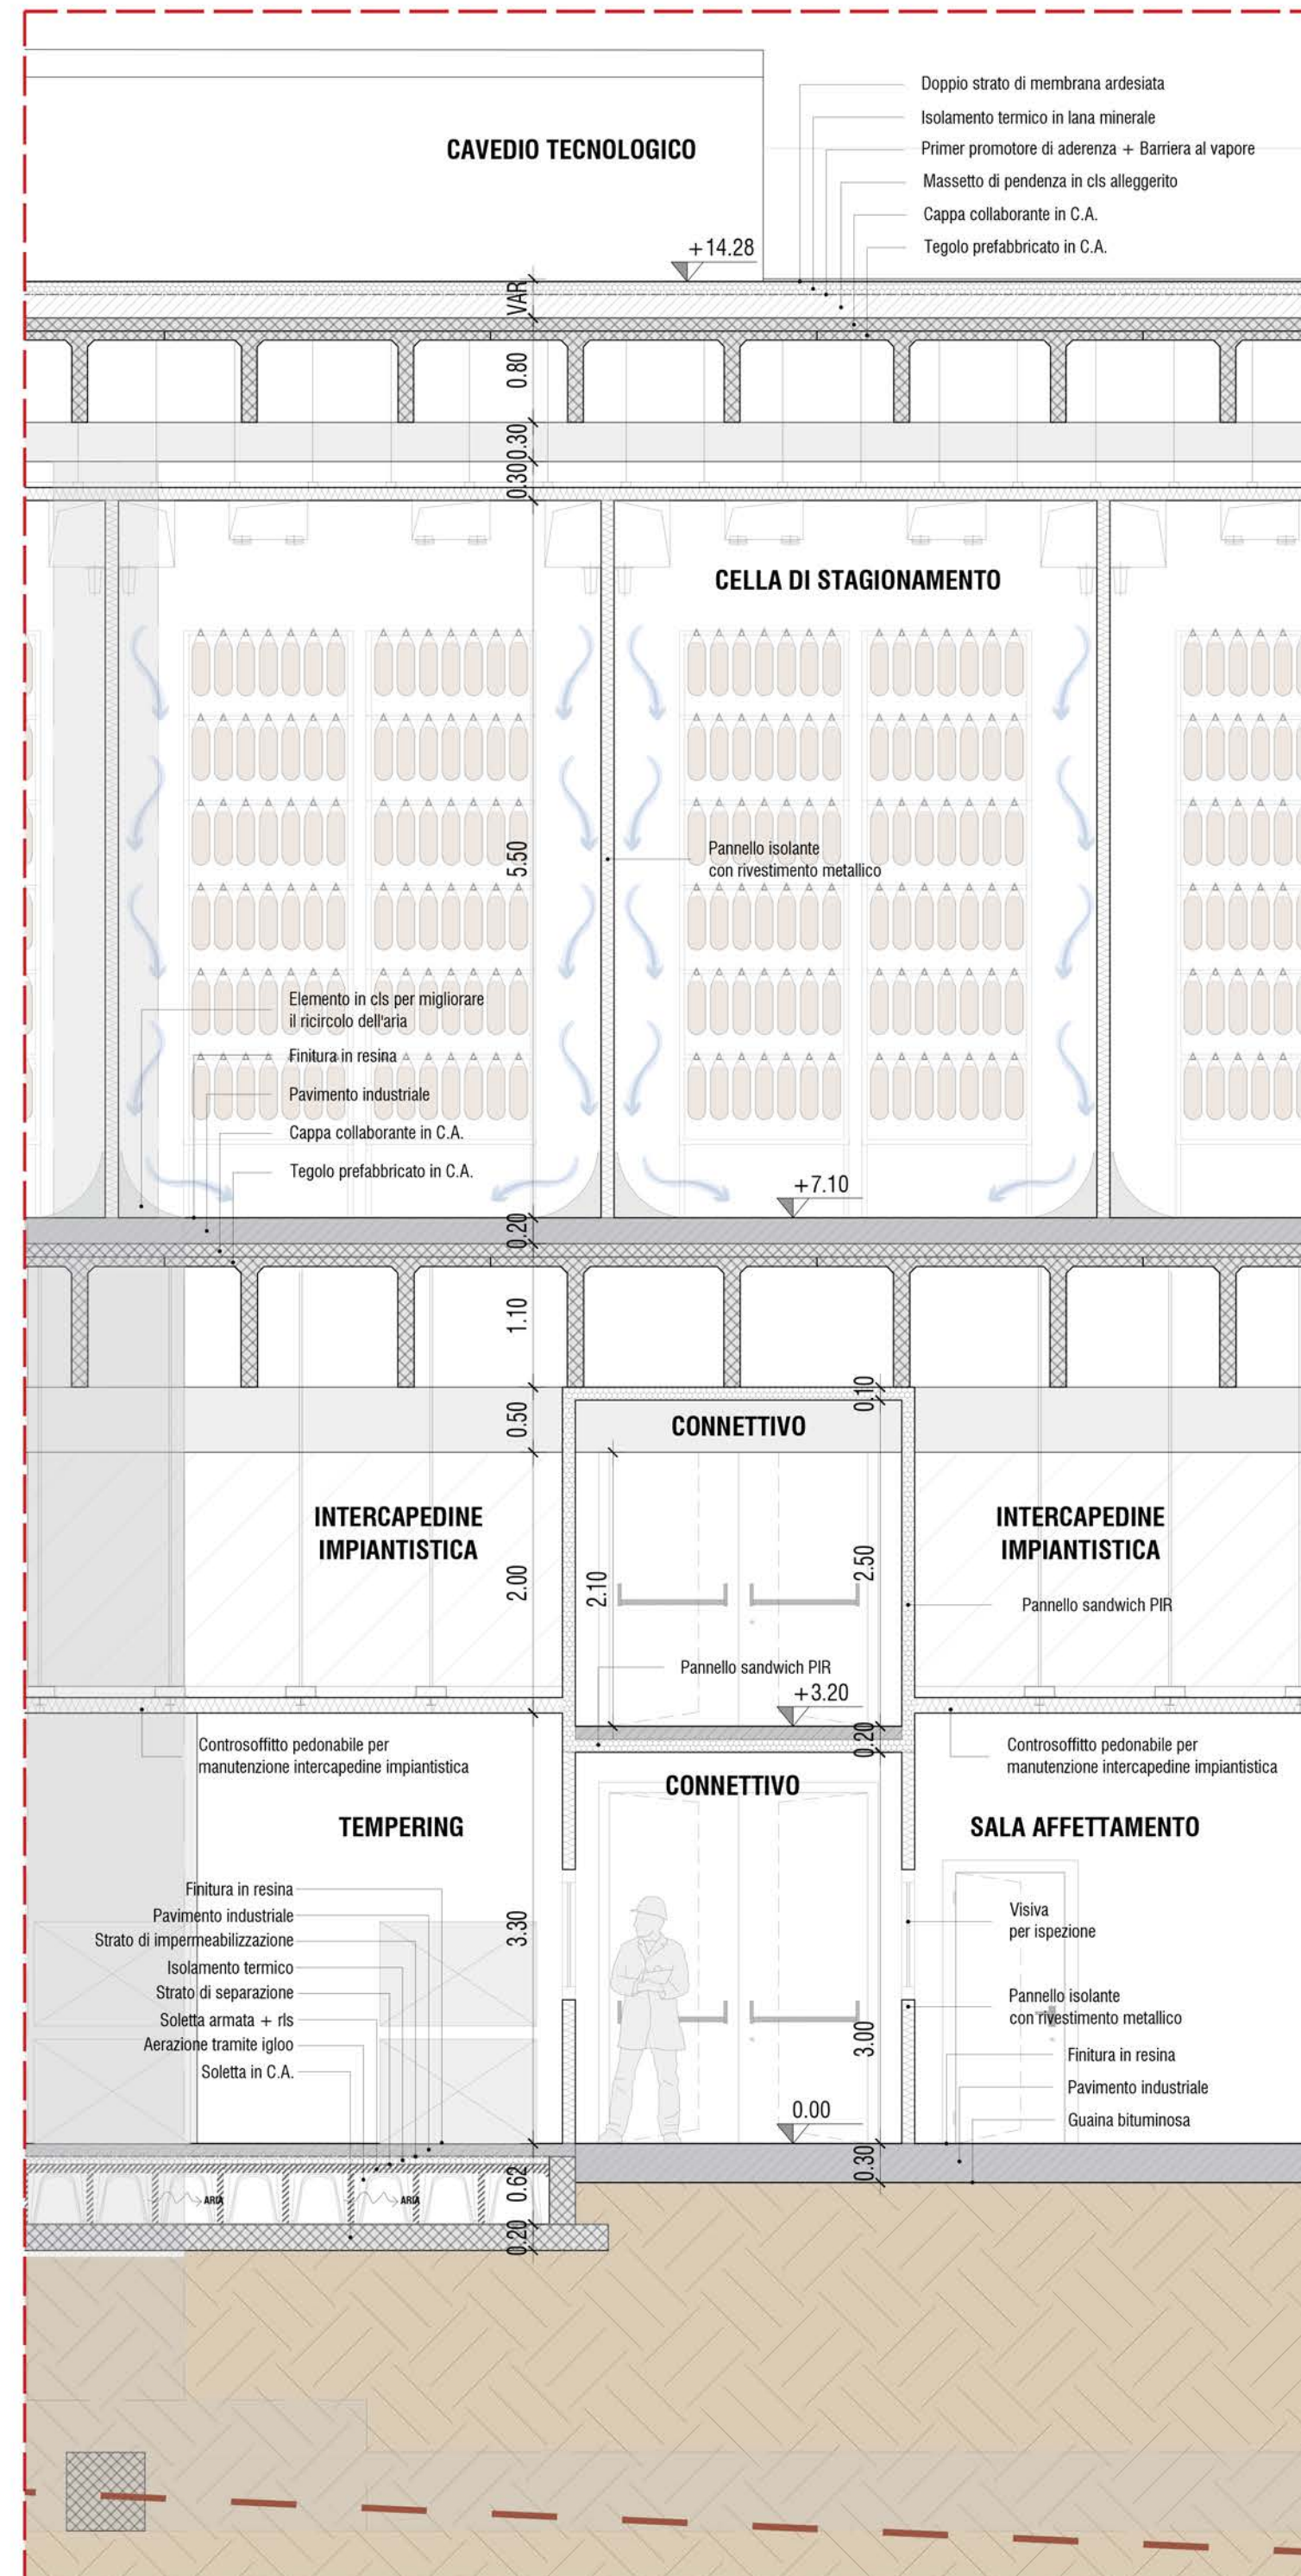 Doppio strato di membrana ardesiata
Isolamento termico in lana minerale
CAVEDIO TECNOLOGICO
Primer promotore di aderenza + Barriera al vapore
Massetto di pendenza in cls alleggerito
Cappa collaborante in C.A.
Tegolo prefabbricato in C.A.
+14.28
VAR
0.80
0.30
0.30
CELLA DI STAGIONAMENTO
5.50
Pannello isolante
con rivestimento metallico
Elemento in cls per migliorare
il ricircolo dell'aria
Finitura in resina
Pavimento industriale
Cappa collaborante in C.A.
Tegolo prefabbricato in C.A.
+7.10
0.20
1.10
0.10
0.50
CONNETTIVO
INTERCAPEDINE
IMPIANTISTICA
INTERCAPEDINE
IMPIANTISTICA
2.00
2.10
2.50
Pannello sandwich PIR
Pannello sandwich PIR
+3.20
0.20
Controsoffitto pedonabile per
manutenzione intercapedine impiantistica
Controsoffitto pedonabile per
manutenzione intercapedine impiantistica
CONNETTIVO
TEMPERING
SALA AFFETTAMENTO
Finitura in resina
Pavimento industriale
Strato di impermeabilizzazione
Isolamento termico
Strato di separazione
Soletta armata + rls
Aerazione tramite igloo
Soletta in C.A.
3.30
Visiva
per ispezione
Pannello isolante
con rivestimento metallico
3.00
Finitura in resina
Pavimento industriale
Guaina bituminosa
0.00
0.30
0.62
ARIA
ARIA
0.20